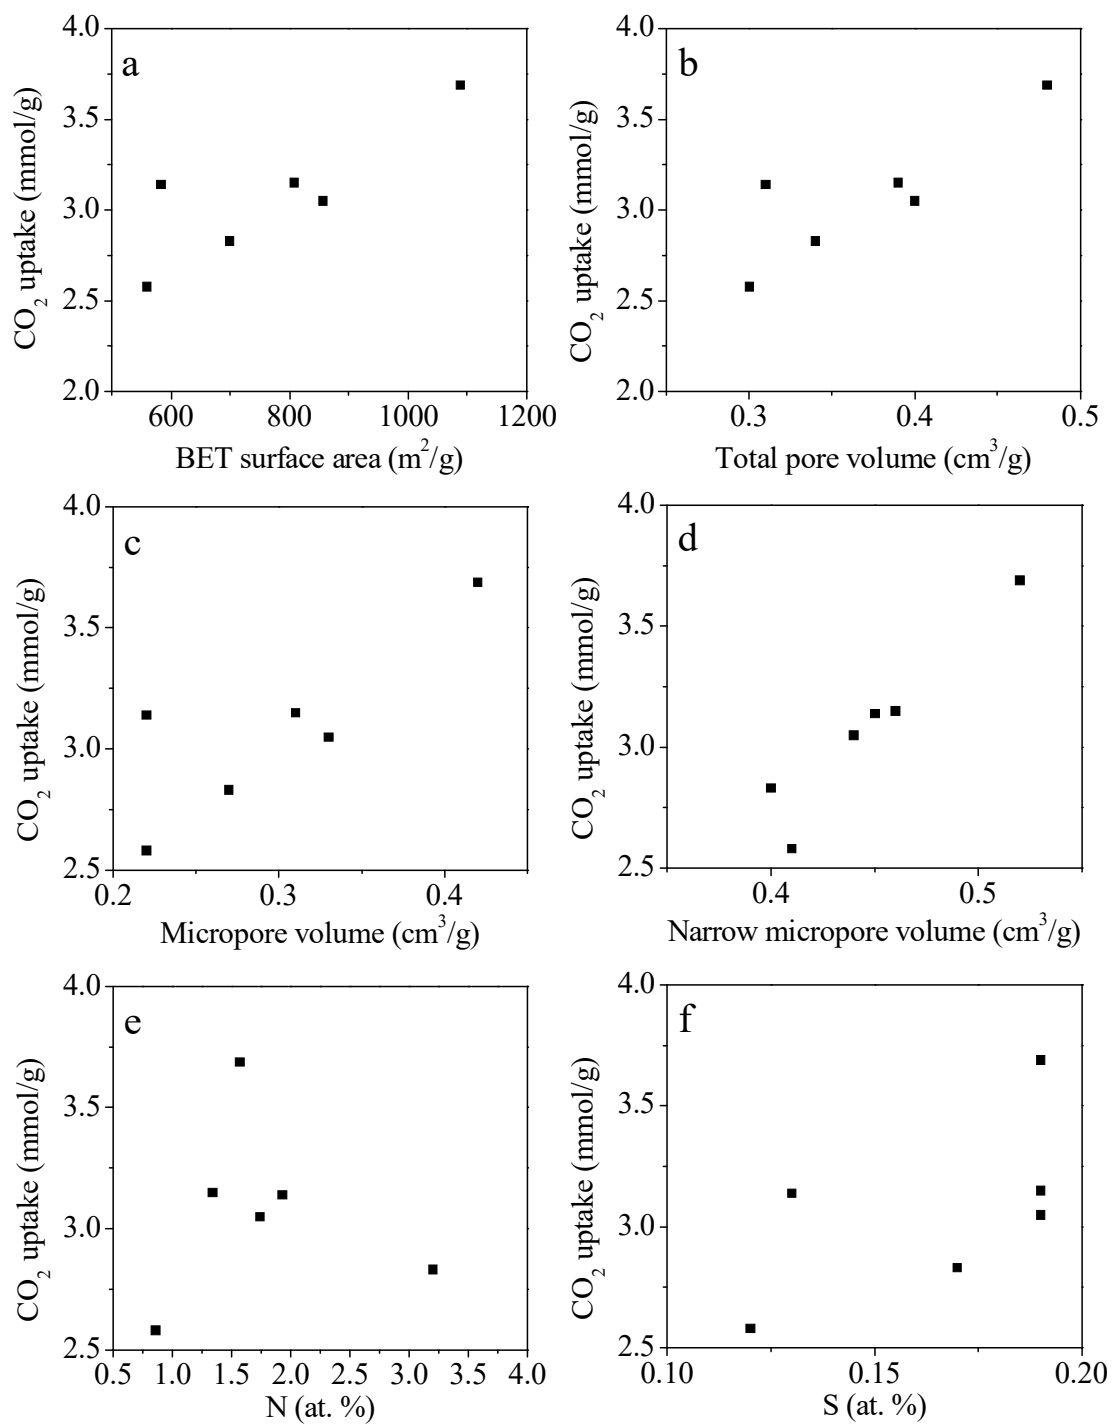 a
CO₂ uptake (mmol/g)
4.0
3.5
3.0
2.5
2.0
600 800 1000 1200
BET surface area (m²/g)
b
CO₂ uptake (mmol/g)
4.0
3.5
3.0
2.5
2.0
0.3 0.4 0.5
Total pore volume (cm³/g)
c
CO₂ uptake (mmol/g)
4.0
3.5
3.0
2.5
0.2 0.3 0.4
Micropore volume (cm³/g)
d
CO₂ uptake (mmol/g)
4.0
3.5
3.0
2.5
0.4 0.5
Narrow micropore volume (cm³/g)
e
CO₂ uptake (mmol/g)
4.0
3.5
3.0
2.5
0.5 1.0 1.5 2.0 2.5 3.0 3.5 4.0
N (at. %)
f
CO₂ uptake (mmol/g)
4.0
3.5
3.0
2.5
0.10 0.15 0.20
S (at. %)